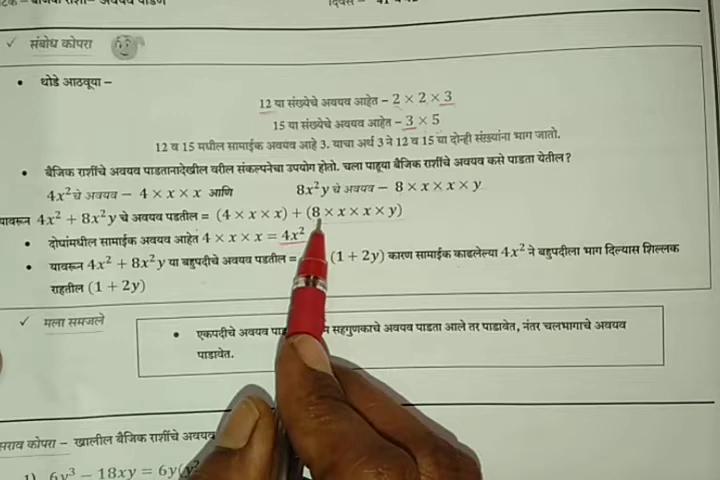 दिवस –
✓ संबोध कोपरा
• थोडे आठवूया –
12 या संख्येचे अवयव आहेत – 2 × 2 × 3
15 या संख्येचे अवयव आहेत – 3 × 5
12 व 15 मधील सामाईक अवयव आहे 3. याचा अर्थ 3 ने 12 व 15 या दोन्ही संख्यांना भाग जातो.
• बैजिक राशींचे अवयव पाडतानादेखील वरील संकल्पनेचा उपयोग होतो. चला पाहूया बैजिक राशींचे अवयव कसे पाडता येतील?
4x² चे अवयव – 4 × x × x आणि 8x²y चे अवयव – 8 × x × x × y
यावरून 4x² + 8x²y चे अवयव पडतील = (4 × x × x) + (8 × x × x × y)
• दोघांमधील सामाईक अवयव आहेत 4 × x × x = 4x²
• यावरून 4x² + 8x²y या बहुपदीचे अवयव पडतील = (1 + 2y) कारण सामाईक काढलेल्या 4x² ने बहुपदीला भाग दिल्यास शिल्लक
राहतील (1 + 2y)
✓ मला समजले
• एकपदीचे अवयव सहगुणकाचे अवयव पाडता आले तर पाडावेत, नंतर चलभागाचे अवयव
पाडावेत.
सराव कोपरा – खालील बैजिक राशींचे अवयव
1) 6y³ − 18xy = 6y(y²